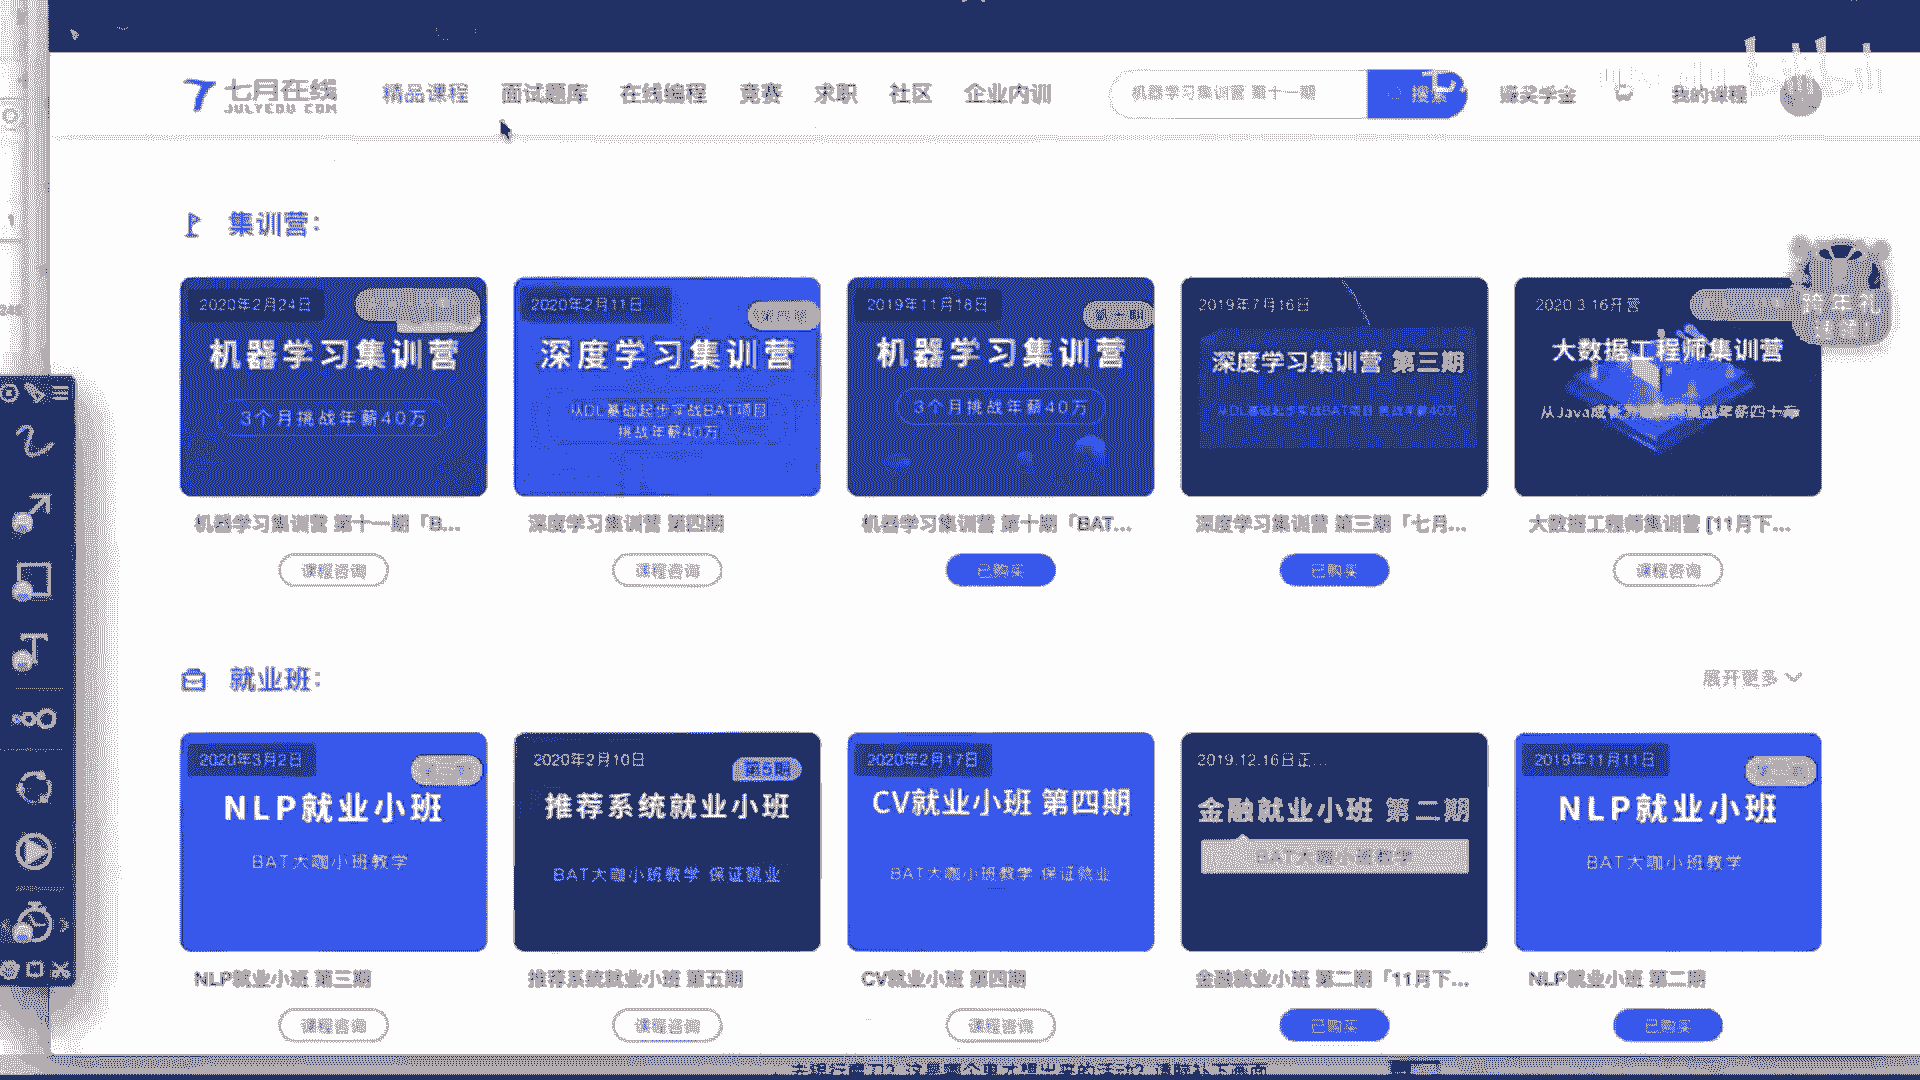 七月在线
JULYEDU.COM
精品课程 面试题库 在线编程 竞赛 求职 社区 企业内训
机器学习集训营 第十一期
搜索
赚奖学金
我的课程
bilibili
集训营:
2020年2月24日
机器学习集训营
3个月挑战年薪40万
机器学习集训营 第十一期「B...
课程咨询
2020年2月11日
第四期
深度学习集训营
从DL基础起步实战BAT项目
挑战年薪40万
深度学习集训营 第四期
课程咨询
2019年11月18日
第十期
机器学习集训营
3个月挑战年薪40万
机器学习集训营 第十期「BAT...
已购买
2019年7月16日
深度学习集训营 第三期
从DL基础起步实战BAT项目 挑战年薪40万
深度学习集训营 第三期「七月...
已购买
2020.3.16开营
大数据工程师集训营
大数据工程师集训营 [11月下...
课程咨询
跨年礼
就业班:
展开更多
2020年3月2日
NLP就业小班
BAT大咖小班教学
NLP就业小班 第三期
课程咨询
2020年2月10日
第5期
推荐系统就业小班
BAT大咖小班教学 保证就业
推荐系统就业小班 第五期
课程咨询
2020年2月17日
CV就业小班 第四期
BAT大咖小班教学 保证就业
CV就业小班 第四期
课程咨询
2019.12.16日正...
金融就业小班 第二期
BAT大咖小班教学
金融就业小班 第二期「11月下...
已购买
2019年11月11日
NLP就业小班
BAT大咖小班教学
NLP就业小班 第二期
已购买